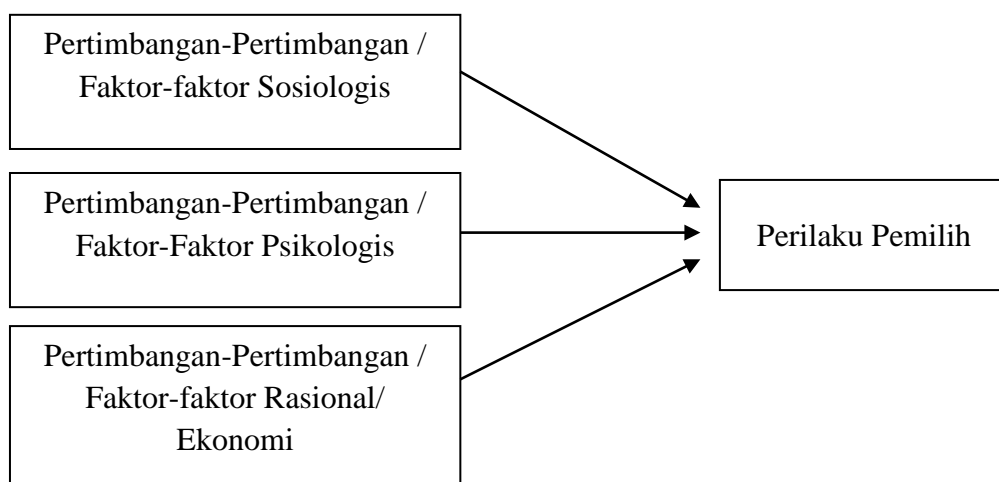 Pertimbangan-Pertimbangan /
Faktor-faktor Sosiologis
Pertimbangan-Pertimbangan /
Faktor-Faktor Psikologis
Perilaku Pemilih
Pertimbangan-Pertimbangan /
Faktor-faktor Rasional/
Ekonomi